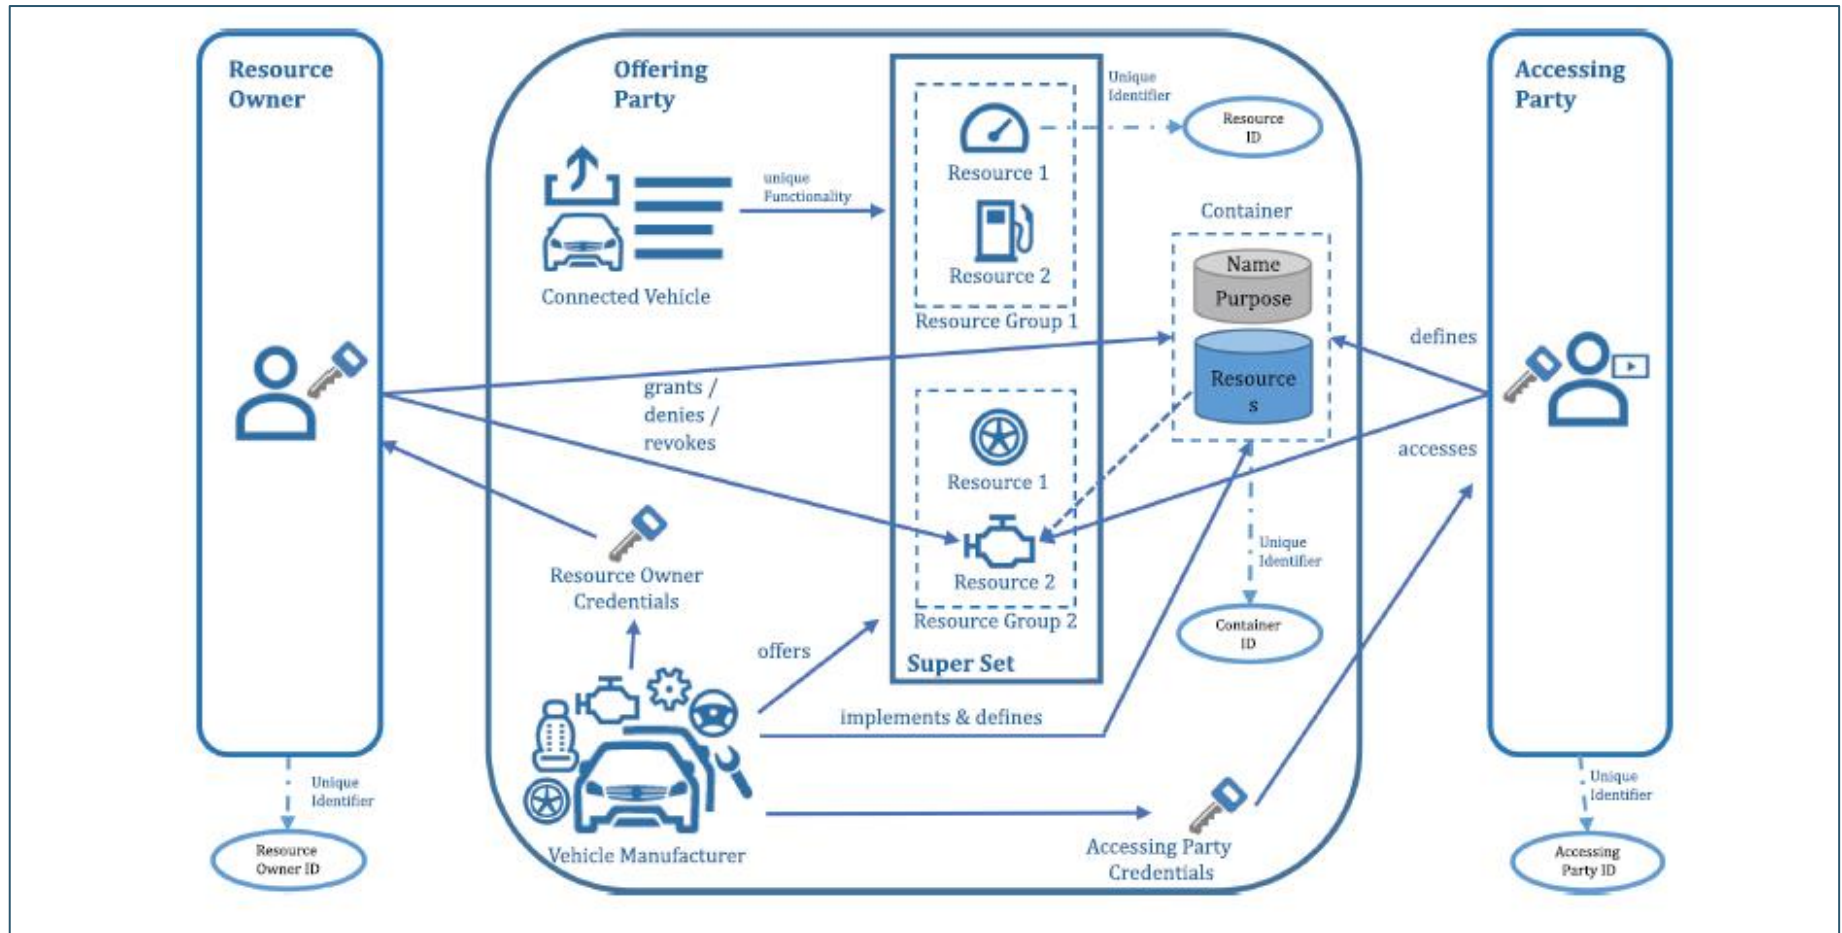 Resource
Owner
Offering
Party
Accessing
Party
Unique
Identifier
Resource
ID
Resource 1
unique
Functionality
Resource 2
Connected Vehicle
Resource Group 1
Container
Name
Purpose
Resource
s
defines
accesses
grants /
denies /
revokes
Resource 1
Resource 2
Resource Group 2
Super Set
Unique
Identifier
Container
ID
Resource Owner
Credentials
offers
implements & defines
Vehicle Manufacturer
Accessing Party
Credentials
Unique
Identifier
Resource
Owner ID
Unique
Identifier
Accessing
Party ID